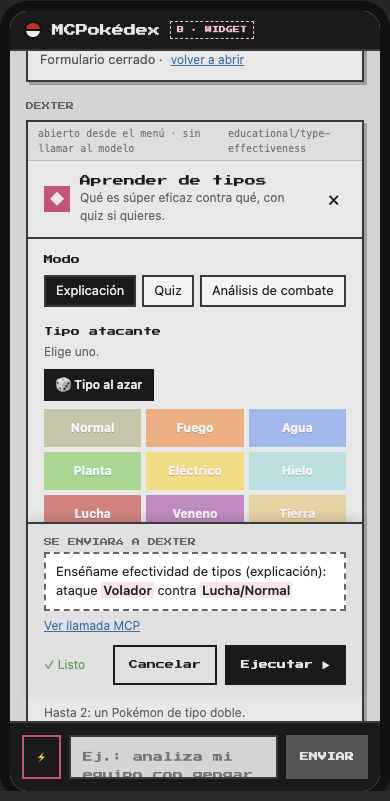 MCPokédex B · WIDGET
Formulario cerrado · volver a abrir
DEXTER
abierto desde el menú · sin
llamar al modelo
educational/type-
effectiveness
Aprender de tipos
Qué es súper eficaz contra qué, con
quiz si quieres.
×
Modo
Explicación Quiz Análisis de combate
Tipo atacante
Elige uno.
🎲 Tipo al azar
Normal Fuego Agua
Planta Eléctrico Hielo
Lucha Veneno Tierra
SE ENVIARÁ A DEXTER
Enséñame efectividad de tipos (explicación):
ataque Volador contra Lucha/Normal
Ver llamada MCP
✓ Listo Cancelar Ejecutar ▶
Hasta 2: un Pokémon de tipo doble.
⚡ Ej.: analiza mi
equipo con gengar
ENVIAR